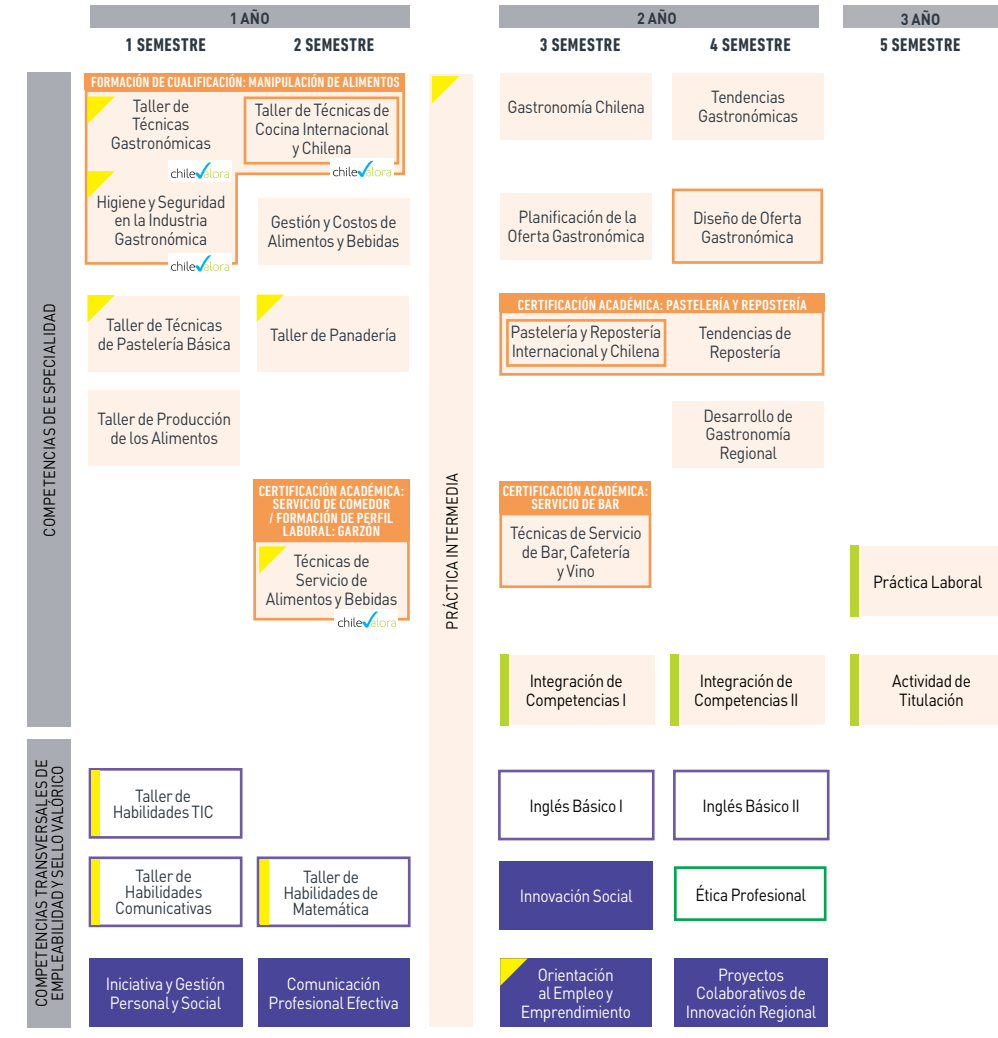 1 AÑO
2 AÑO
3 AÑO
1 SEMESTRE
2 SEMESTRE
3 SEMESTRE
4 SEMESTRE
5 SEMESTRE
COMPETENCIAS DE ESPECIALIDAD
FORMACIÓN DE CUALIFICACIÓN: MANIPULACIÓN DE ALIMENTOS
Taller de
Técnicas
Gastronómicas
chilevalora
Taller de Técnicas de
Cocina Internacional
y Chilena
chilevalora
Higiene y Seguridad
en la Industria
Gastronómica
chilevalora
Gestión y Costos de
Alimentos y Bebidas
Taller de Técnicas
de Pastelería Básica
Taller de Panadería
Taller de Producción
de los Alimentos
CERTIFICACIÓN ACADÉMICA:
SERVICIO DE COMEDOR
/ FORMACIÓN DE PERFIL
LABORAL: GARZÓN
Técnicas de
Servicio de
Alimentos y Bebidas
chilevalora
PRÁCTICA INTERMEDIA
Gastronomía Chilena
Tendencias
Gastronómicas
Planificación de la
Oferta Gastronómica
Diseño de Oferta
Gastronómica
CERTIFICACIÓN ACADÉMICA: PASTELERÍA Y REPOSTERÍA
Pastelería y Repostería
Internacional y Chilena
Tendencias de
Repostería
Desarrollo de
Gastronomía
Regional
CERTIFICACIÓN ACADÉMICA:
SERVICIO DE BAR
Técnicas de Servicio
de Bar, Cafetería
y Vino
Práctica Laboral
Integración de
Competencias I
Integración de
Competencias II
Actividad de
Titulación
COMPETENCIAS TRANSVERSALES DE
EMPLEABILIDAD Y SELLO VALÓRICO
Taller de
Habilidades TIC
Inglés Básico I
Inglés Básico II
Taller de
Habilidades
Comunicativas
Taller de
Habilidades de
Matemática
Innovación Social
Ética Profesional
Iniciativa y Gestión
Personal y Social
Comunicación
Profesional Efectiva
Orientación
al Empleo y
Emprendimiento
Proyectos
Colaborativos de
Innovación Regional